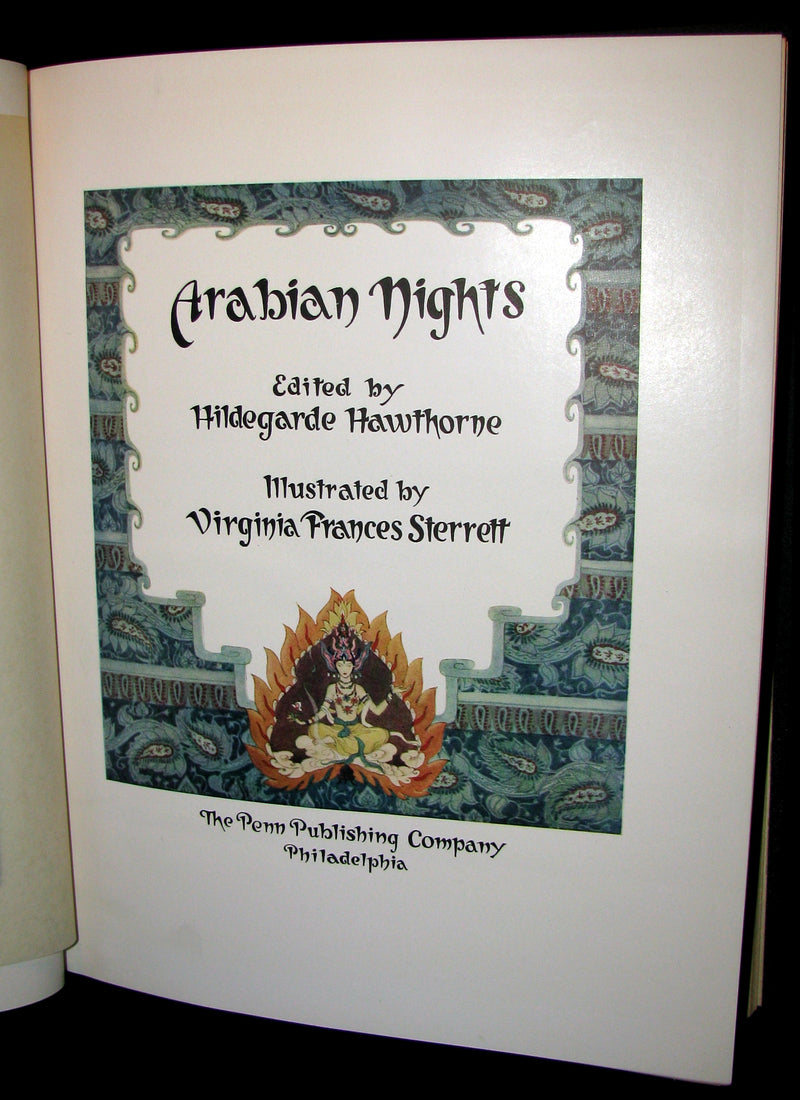 Arabian Nights
Edited by
Hildegarde Hawthorne
Illustrated by
Virginia Frances Sterrett
The Penn Publishing Company
Philadelphia